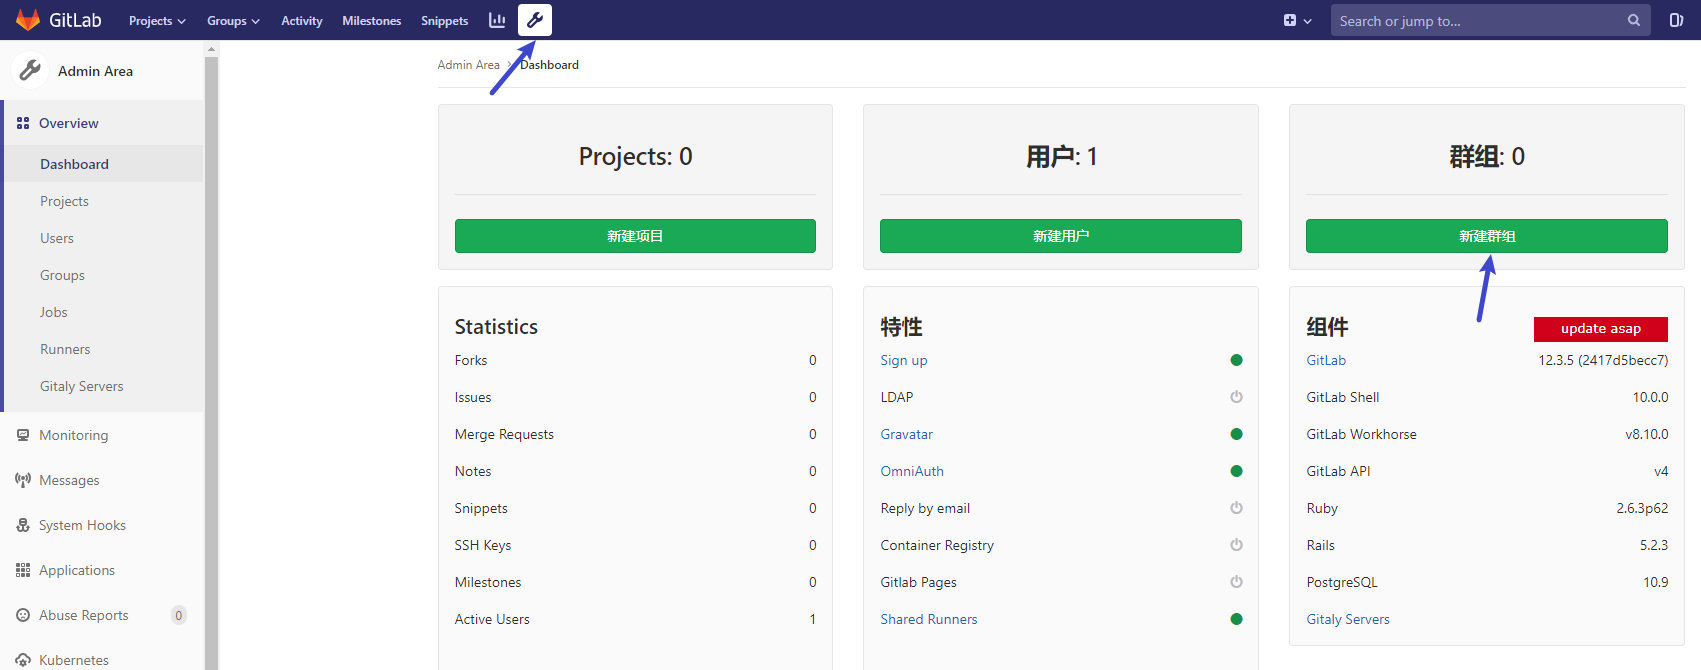 GitLab Projects Groups Activity Milestones Snippets Search or jump to...
Admin Area
Overview
Dashboard
Projects
Users
Groups
Jobs
Runners
Gitaly Servers
Monitoring
Messages
System Hooks
Applications
Abuse Reports 0
Kubernetes
Admin Area > Dashboard
Projects: 0
新建项目
用户: 1
新建用户
群组: 0
新建群组
Statistics
Forks 0
Issues 0
Merge Requests 0
Notes 0
Snippets 0
SSH Keys 0
Milestones 0
Active Users 1
特性
Sign up
LDAP
Gravatar
OmniAuth
Reply by email
Container Registry
Gitlab Pages
Shared Runners
组件 update asap
GitLab 12.3.5 (2417d5becc7)
GitLab Shell 10.0.0
GitLab Workhorse v8.10.0
GitLab API v4
Ruby 2.6.3p62
Rails 5.2.3
PostgreSQL 10.9
Gitaly Servers